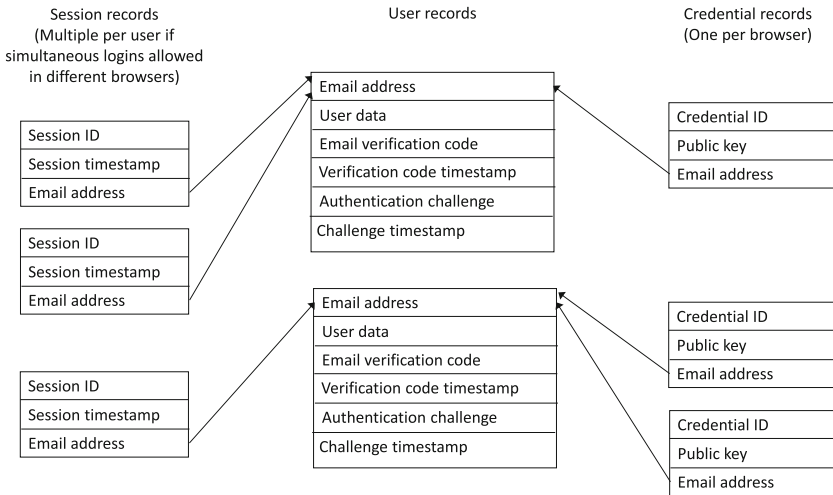 Session records
(Multiple per user if
simultaneous logins allowed
in different browsers)
Session ID
Session timestamp
Email address
Session ID
Session timestamp
Email address
Session ID
Session timestamp
Email address
User records
Email address
User data
Email verification code
Verification code timestamp
Authentication challenge
Challenge timestamp
Email address
User data
Email verification code
Verification code timestamp
Authentication challenge
Challenge timestamp
Credential records
(One per browser)
Credential ID
Public key
Email address
Credential ID
Public key
Email address
Credential ID
Public key
Email address